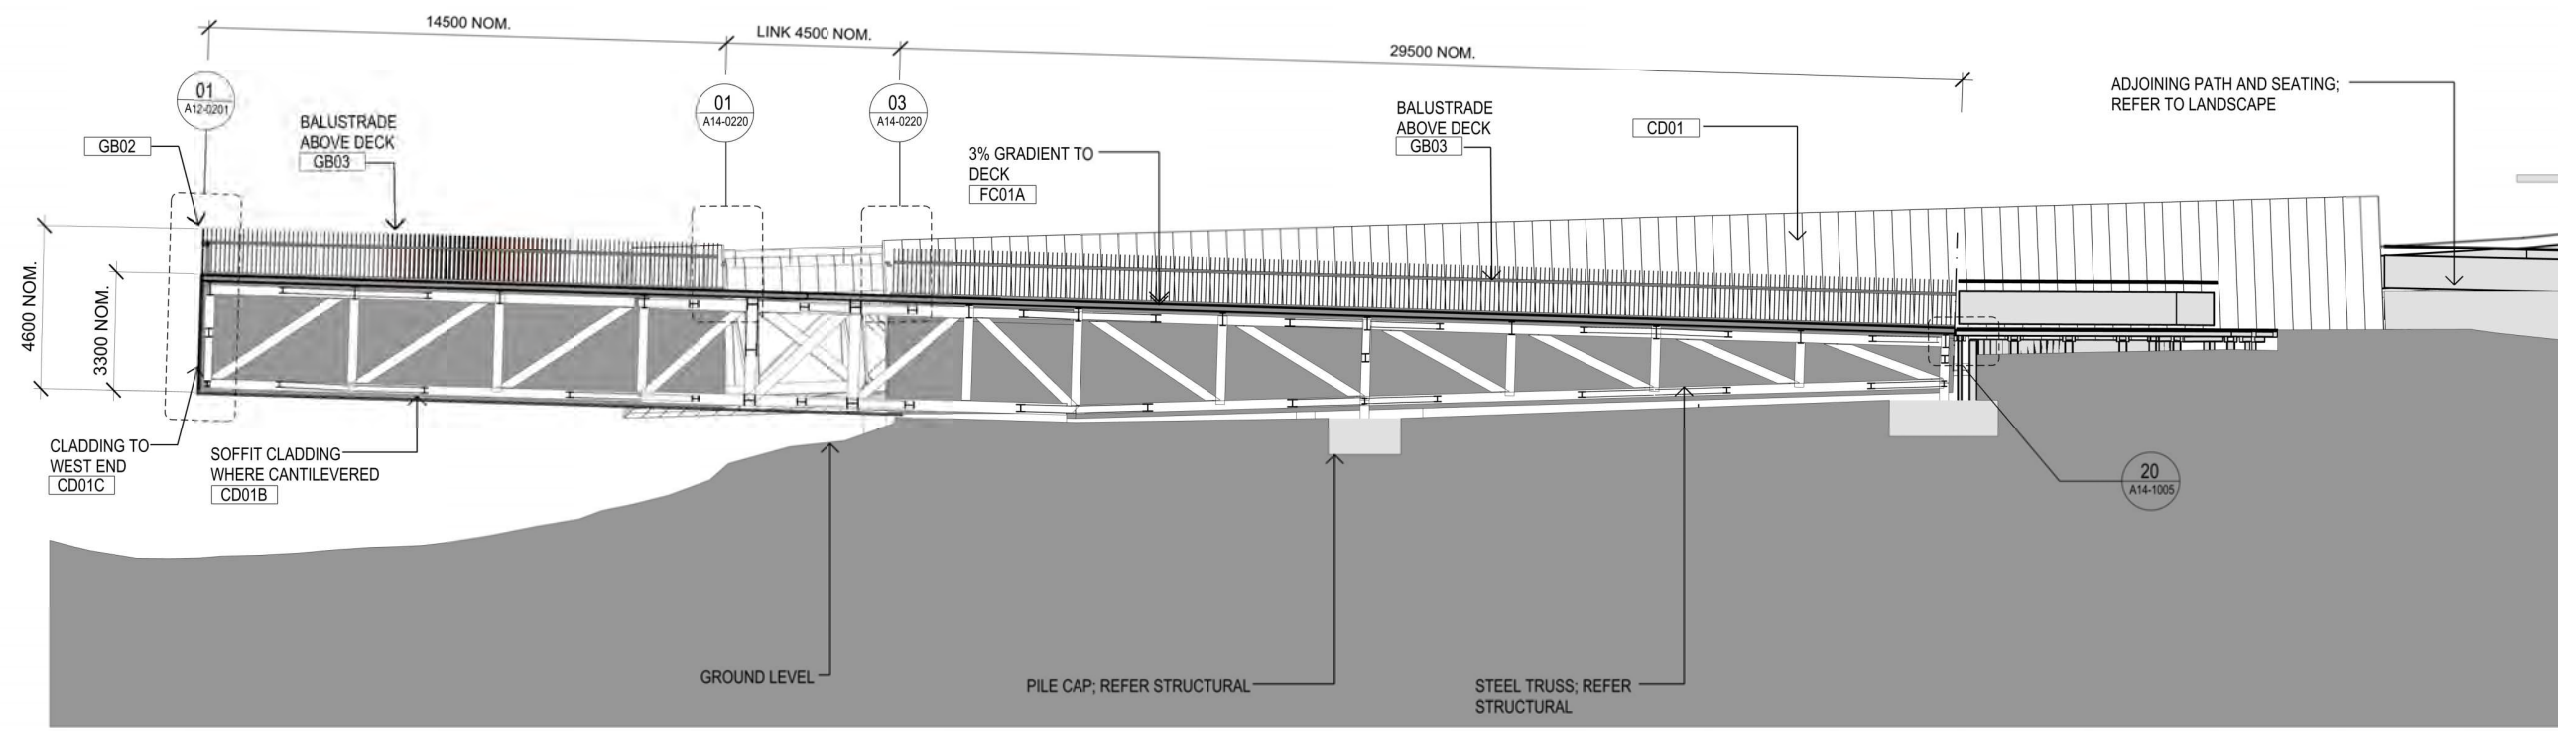 14500 NOM.
LINK 4500 NOM.
29500 NOM.
01
A12-0201
01
A14-0220
03
A14-0220
GB02
BALUSTRADE
ABOVE DECK
GB03
3% GRADIENT TO
DECK
FC01A
BALUSTRADE
ABOVE DECK
GB03
CD01
ADJOINING PATH AND SEATING;
REFER TO LANDSCAPE
4600 NOM.
3300 NOM.
CLADDING TO
WEST END
CD01C
SOFFIT CLADDING
WHERE CANTILEVERED
CD01B
20
A14-1005
GROUND LEVEL
PILE CAP; REFER STRUCTURAL
STEEL TRUSS; REFER
STRUCTURAL